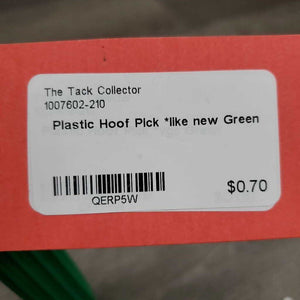 The Tack Collector
1007602-210
Plastic Hoof Pick *like new Green
QERP5W
$0.70